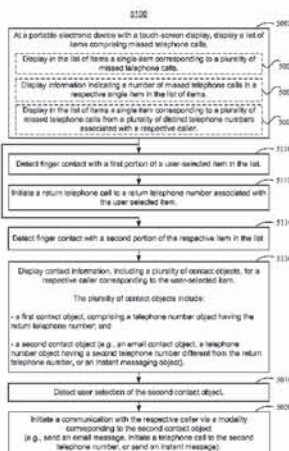 5100
At a portable electronic device with a touch-screen display, display a list of
items comprising missed telephone calls.
Display in the list of items a single item corresponding to a plurality of
missed telephone calls.
Display information indicating a number of missed telephone calls in a
respective single item in the list of items.
Display in the list of items a single item corresponding to a plurality of
missed telephone calls from a plurality of distinct telephone numbers
associated with a respective caller.
Detect finger contact with a first portion of a user-selected item in the list.
Initiate a return telephone call to a return telephone number associated with
the user selected item.
Detect finger contact with a second portion of the respective item in the list
Display contact information, including a plurality of contact objects, for a
respective caller corresponding to the user-selected item.
The plurality of contact objects include:
- a first contact object, comprising a telephone number object having the
return telephone number; and
- a second contact object (e.g., an email contact object, a telephone
number object having a second telephone number different from the return
telephone number, or an instant messaging object).
Detect user selection of the second contact object.
Initiate a communication with the respective caller via a modality
corresponding to the second contact object
(e.g., send an email message, initiate a telephone call to the second
telephone number, or send an instant message).